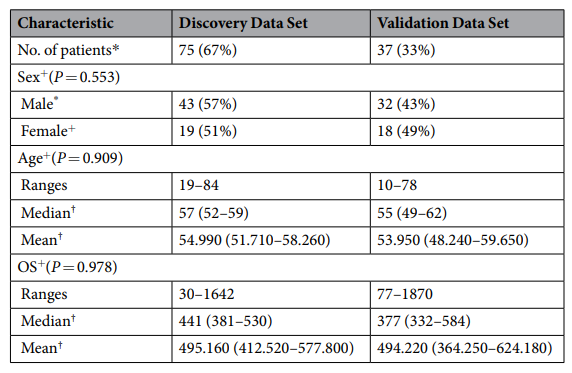 Characteristic Discovery Data Set Validation Data Set
No. of patients* 75 (67%) 37 (33%)
Sex⁺(P = 0.553)
Male* 43 (57%) 32 (43%)
Female⁺ 19 (51%) 18 (49%)
Age⁺(P = 0.909)
Ranges 19–84 10–78
Median† 57 (52–59) 55 (49–62)
Mean† 54.990 (51.710–58.260) 53.950 (48.240–59.650)
OS⁺(P = 0.978)
Ranges 30–1642 77–1870
Median† 441 (381–530) 377 (332–584)
Mean† 495.160 (412.520–577.800) 494.220 (364.250–624.180)